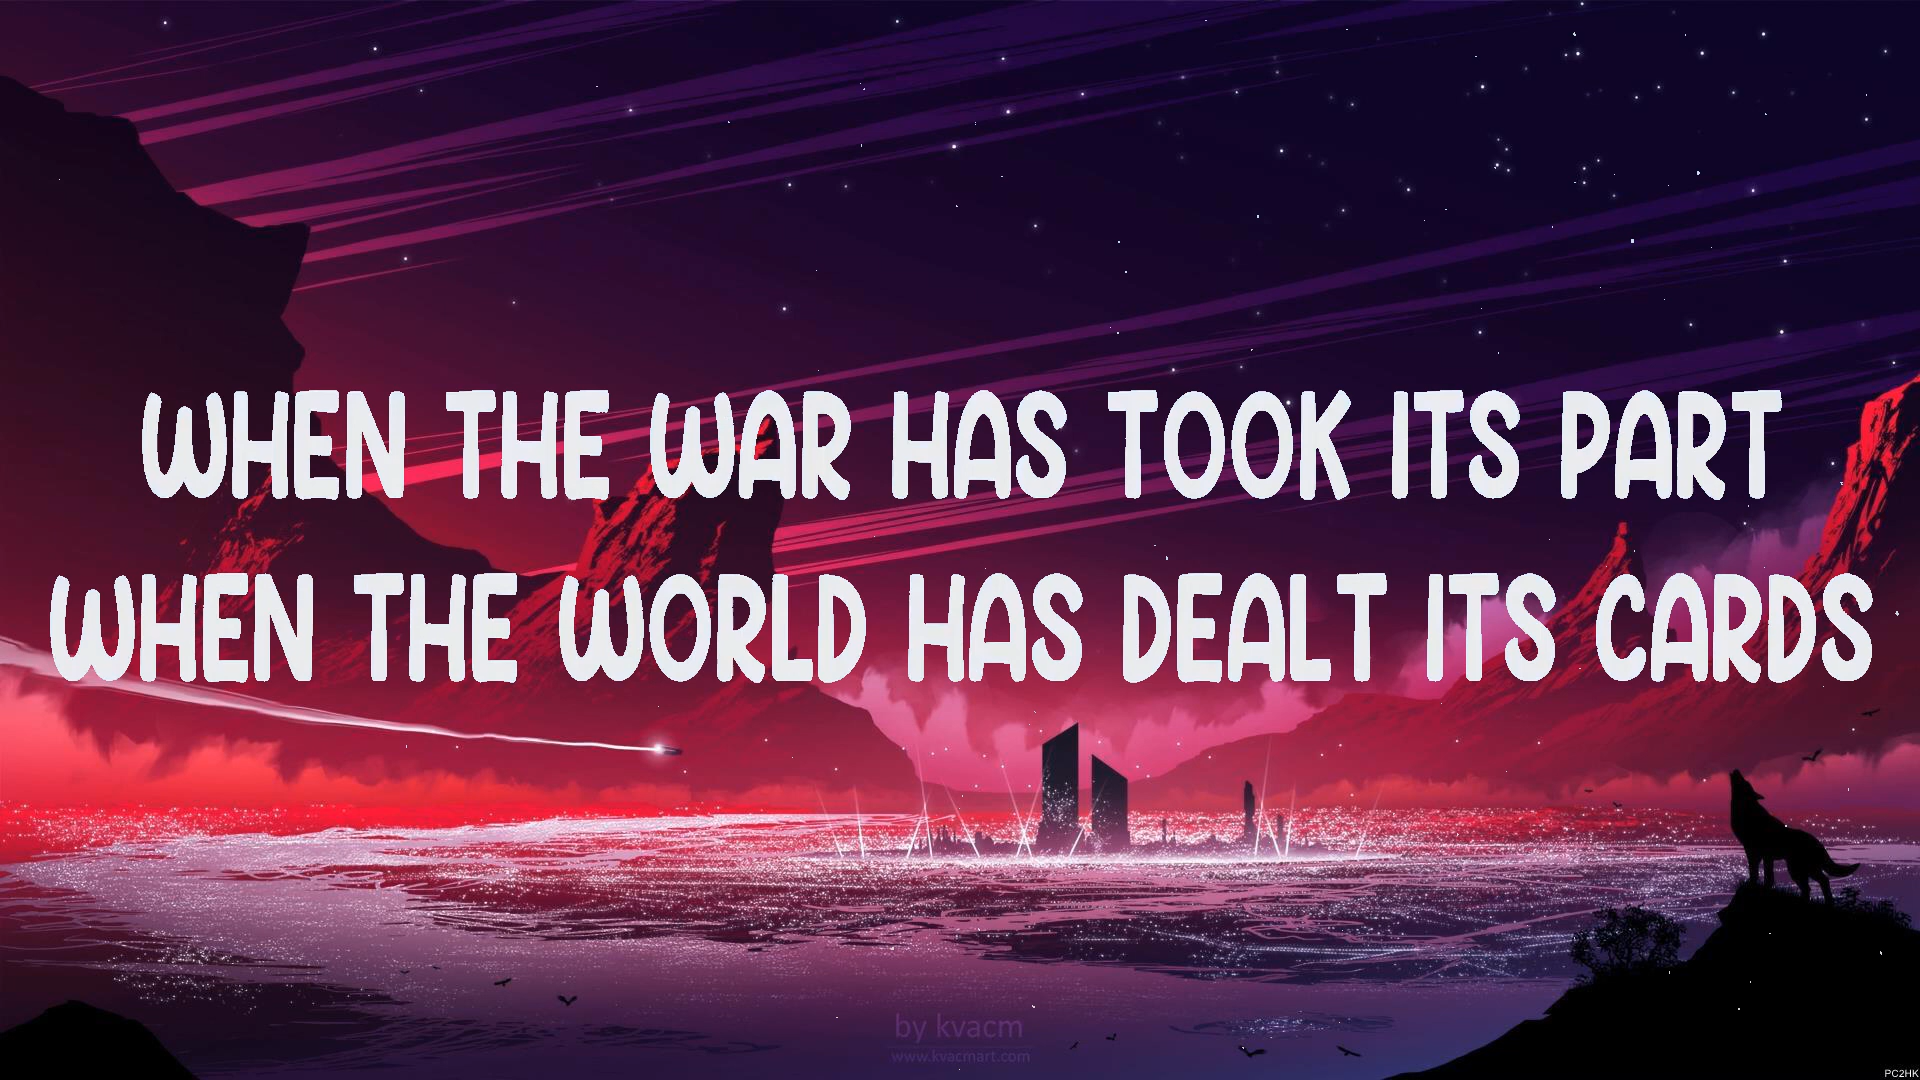 WHEN THE WAR HAS TOOK ITS PART
WHEN THE WORLD HAS DEALT ITS CARDS
by kvacm
www.kvacmart.com
PC2HK